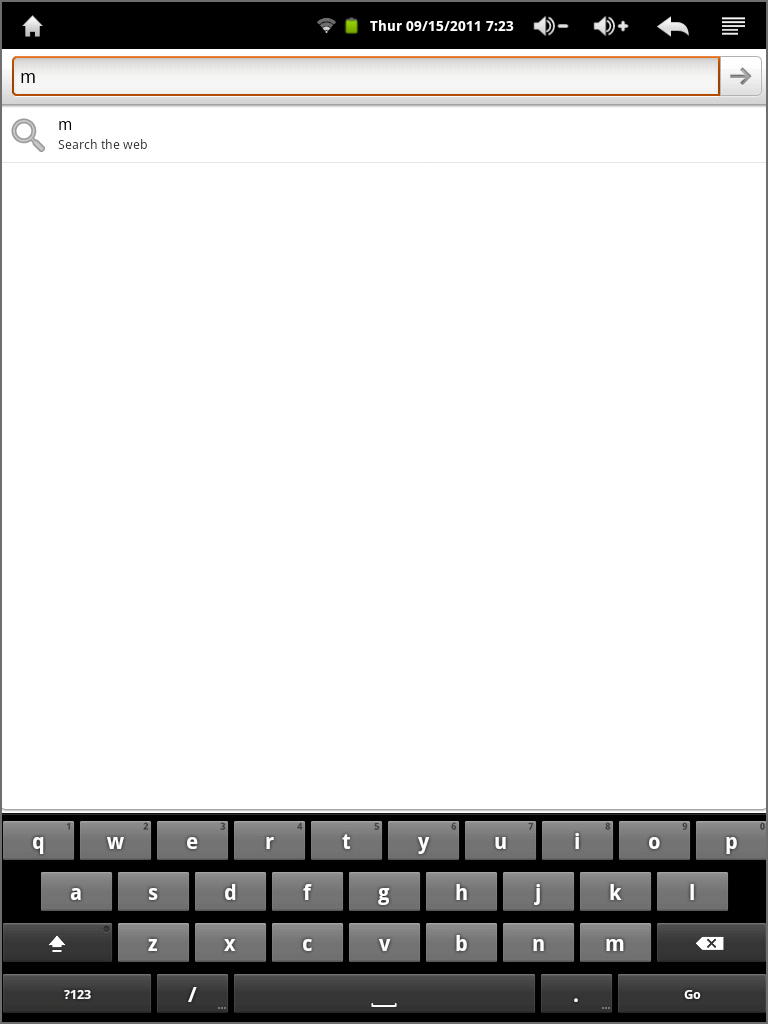 Thur 09/15/2011 7:23
m
m
Search the web
q 1 w 2 e 3 r 4 t 5 y 6 u 7 i 8 o 9 p 0
a s d f g h j k l
z x c v b n m
?123 / ... . ... Go